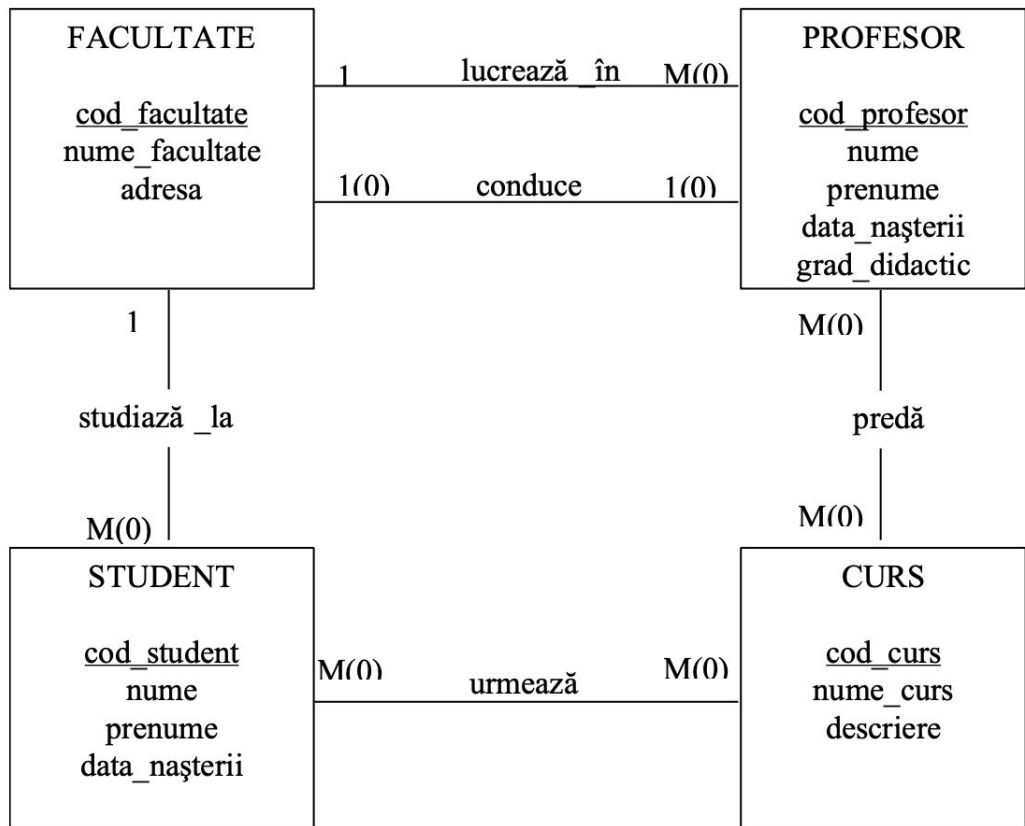 FACULTATE
cod_facultate
nume_facultate
adresa
1 lucrează _în M(0)
1(0) conduce 1(0)
PROFESOR
cod_profesor
nume
prenume
data_naşterii
grad_didactic
1
studiază _la
M(0)
M(0)
predă
M(0)
STUDENT
cod_student
nume
prenume
data_naşterii
M(0) urmează M(0)
CURS
cod_curs
nume_curs
descriere